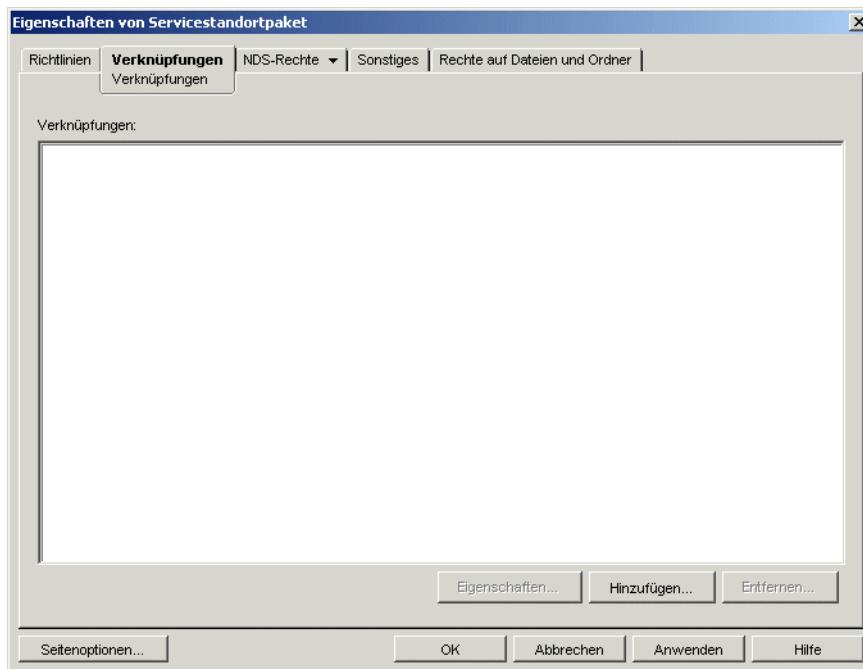 Eigenschaften von Servicestandortpaket
Richtlinien Verknüpfungen NDS-Rechte Sonstiges Rechte auf Dateien und Ordner
Verknüpfungen
Verknüpfungen:
Eigenschaften... Hinzufügen... Entfernen...
Seitenoptionen... OK Abbrechen Anwenden Hilfe